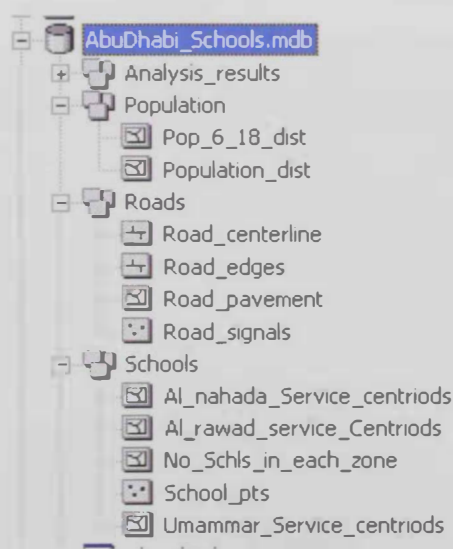 AbuDhabi_Schools.mdb
Analysis_results
Population
Pop_6_18_dist
Population_dist
Roads
Road_centerline
Road_edges
Road_pavement
Road_signals
Schools
Al_nahada_Service_centriods
Al_rawad_service_Centriods
No_Schls_in_each_zone
School_pts
Umammar_Service_centriods